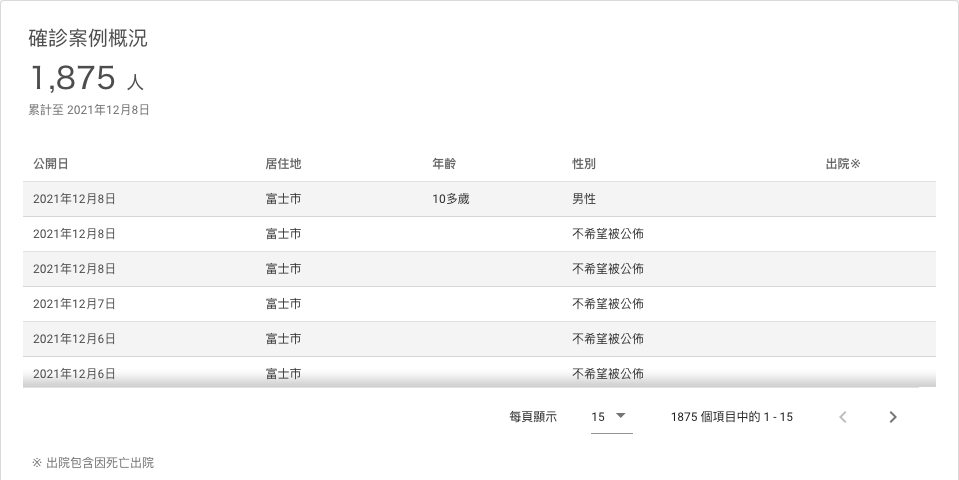 確診案例概況
1,875 人
累計至 2021年12月8日
公開日 居住地 年齡 性別 出院※
2021年12月8日 富士市 10多歲 男性
2021年12月8日 富士市 不希望被公佈
2021年12月8日 富士市 不希望被公佈
2021年12月7日 富士市 不希望被公佈
2021年12月6日 富士市 不希望被公佈
2021年12月6日 富士市 不希望被公佈
每頁顯示 15 1875 個項目中的 1 - 15
※ 出院包含因死亡出院